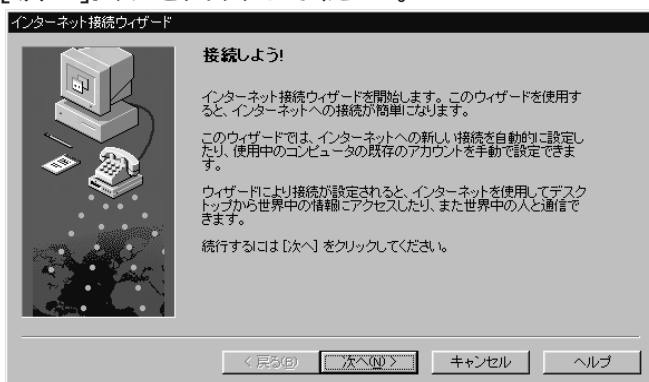 インターネット接続ウィザード
接続しよう!
インターネット接続ウィザードを開始します。このウィザードを使用す
ると、インターネットへの接続が簡単になります。
このウィザードでは、インターネットへの新しい接続を自動的に設定し
たり、使用中のコンピュータの既存のアカウントを手動で設定できま
す。
ウィザードにより接続が設定されると、インターネットを使用してデスク
トップから世界中の情報にアクセスしたり、また世界中の人と通信で
きます。
続行するには [次へ] をクリックしてください。
< 戻る(B) 次へ(N) > キャンセル ヘルプ